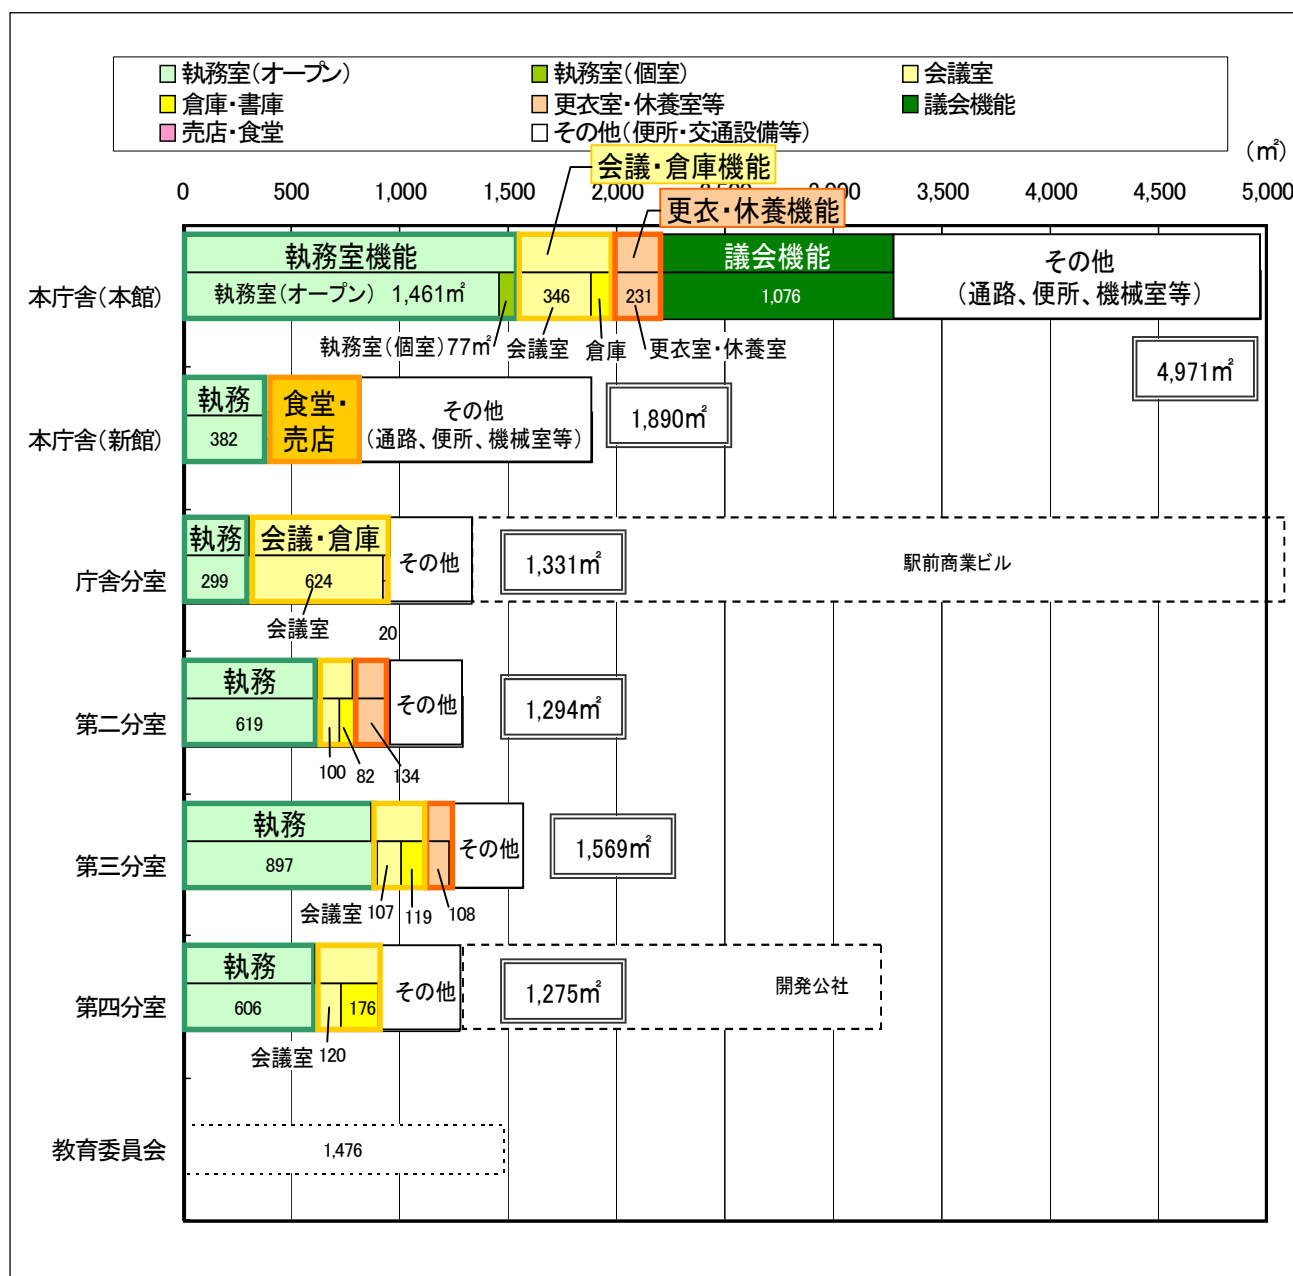 執務室(オープン) 執務室(個室) 会議室
倉庫・書庫 更衣室・休養室等 議会機能
売店・食堂 その他(便所・交通設備等)
(㎡)
会議・倉庫機能
0 500 1,000 1,500 2,000 2,500 3,000 3,500 4,000 4,500 5,000
更衣・休養機能
本庁舎(本館)
執務室機能 議会機能 その他
(通路、便所、機械室等)
執務室(オープン) 1,461㎡ 346 231 1,076
執務室(個室)77㎡ 会議室 倉庫 更衣室・休養室
4,971㎡
本庁舎(新館)
執務 食堂・
売店
382
その他
(通路、便所、機械室等)
1,890㎡
庁舎分室
執務 会議・倉庫 その他
299 624
1,331㎡
駅前商業ビル
会議室 20
第二分室
執務 その他
619
1,294㎡
100 82 134
第三分室
執務 その他
897
1,569㎡
会議室 107 119 108
第四分室
執務 その他
606 176
1,275㎡
開発公社
会議室 120
教育委員会
1,476